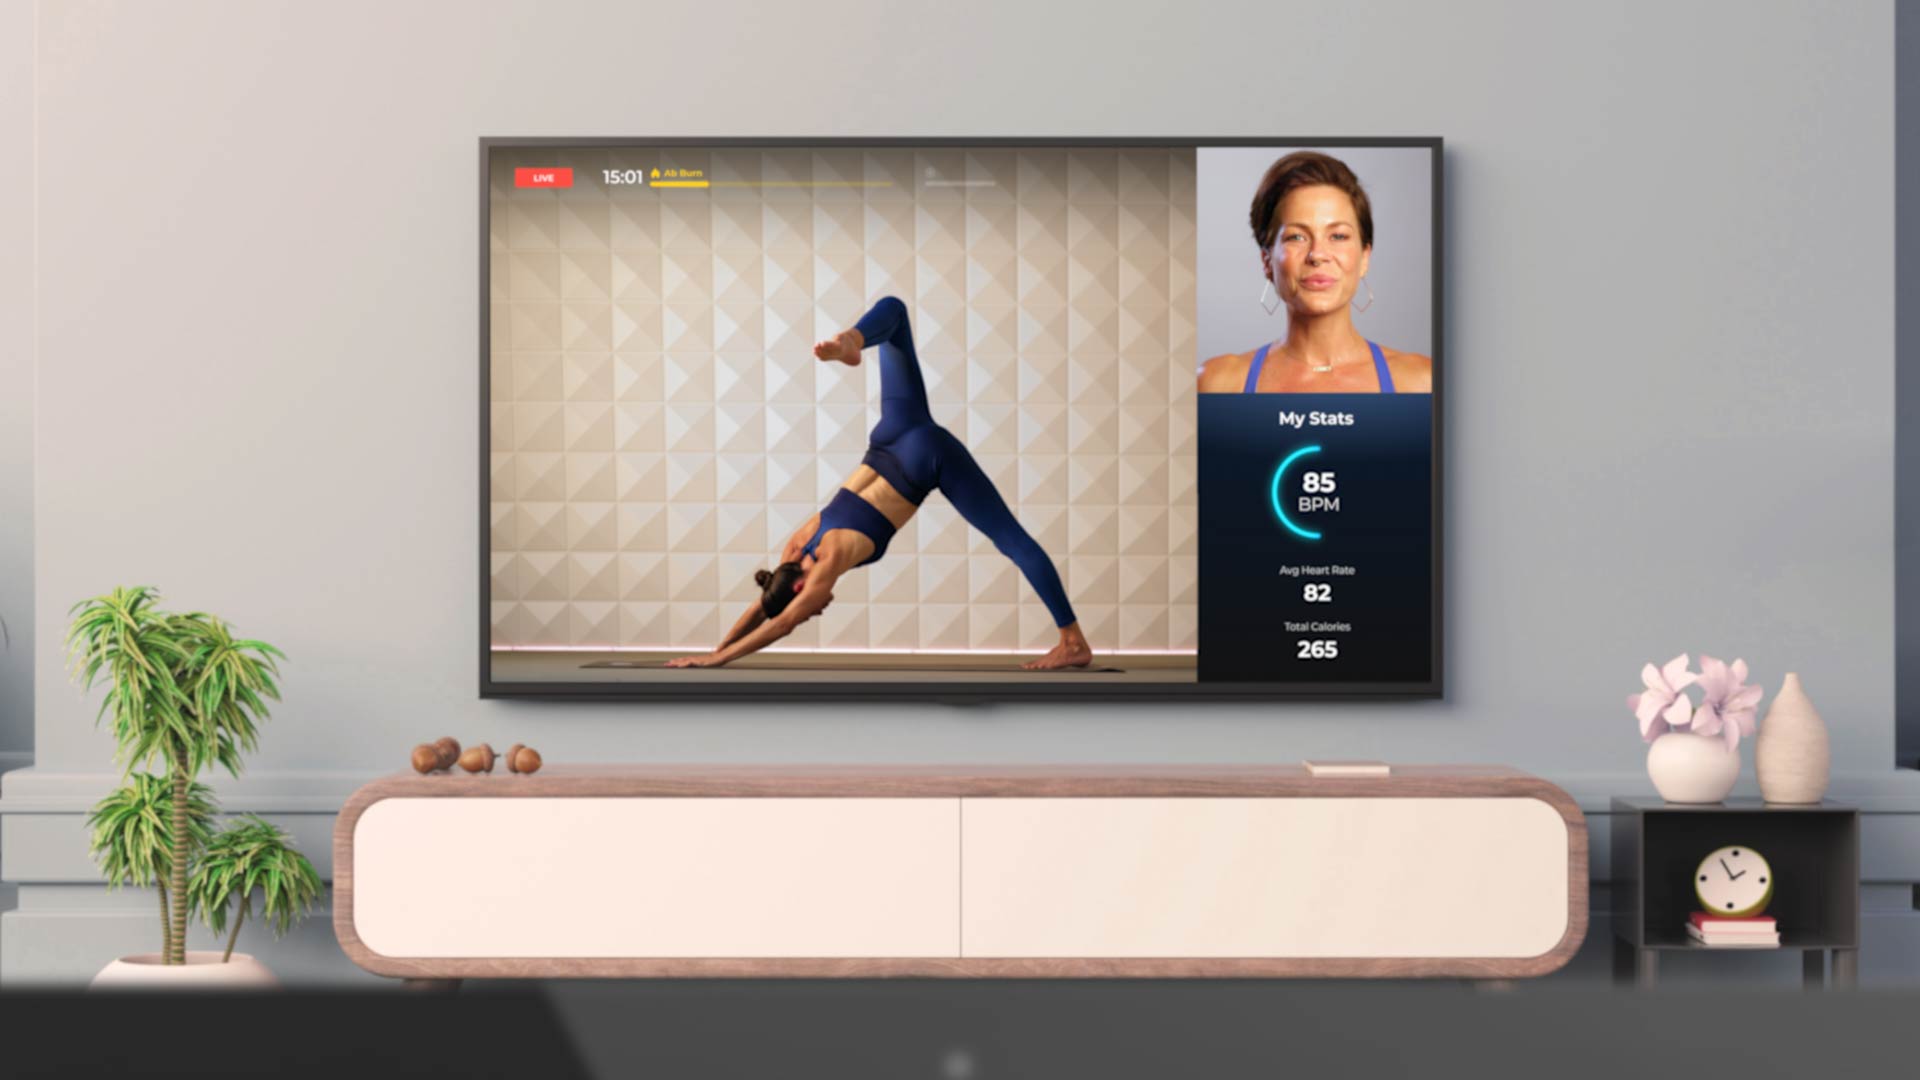 LIVE
15:01
Ab Burn
My Stats
85
BPM
Avg Heart Rate
82
Total Calories
265